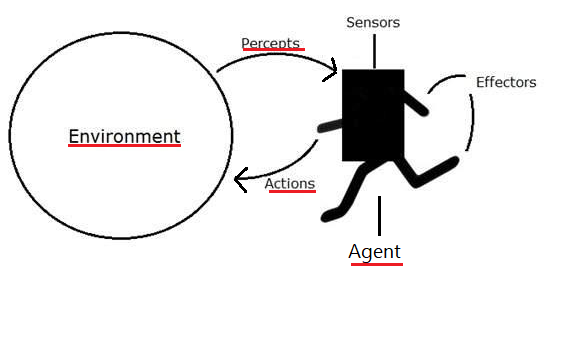 Sensors
Percepts
Effectors
Environment
Actions
Agent